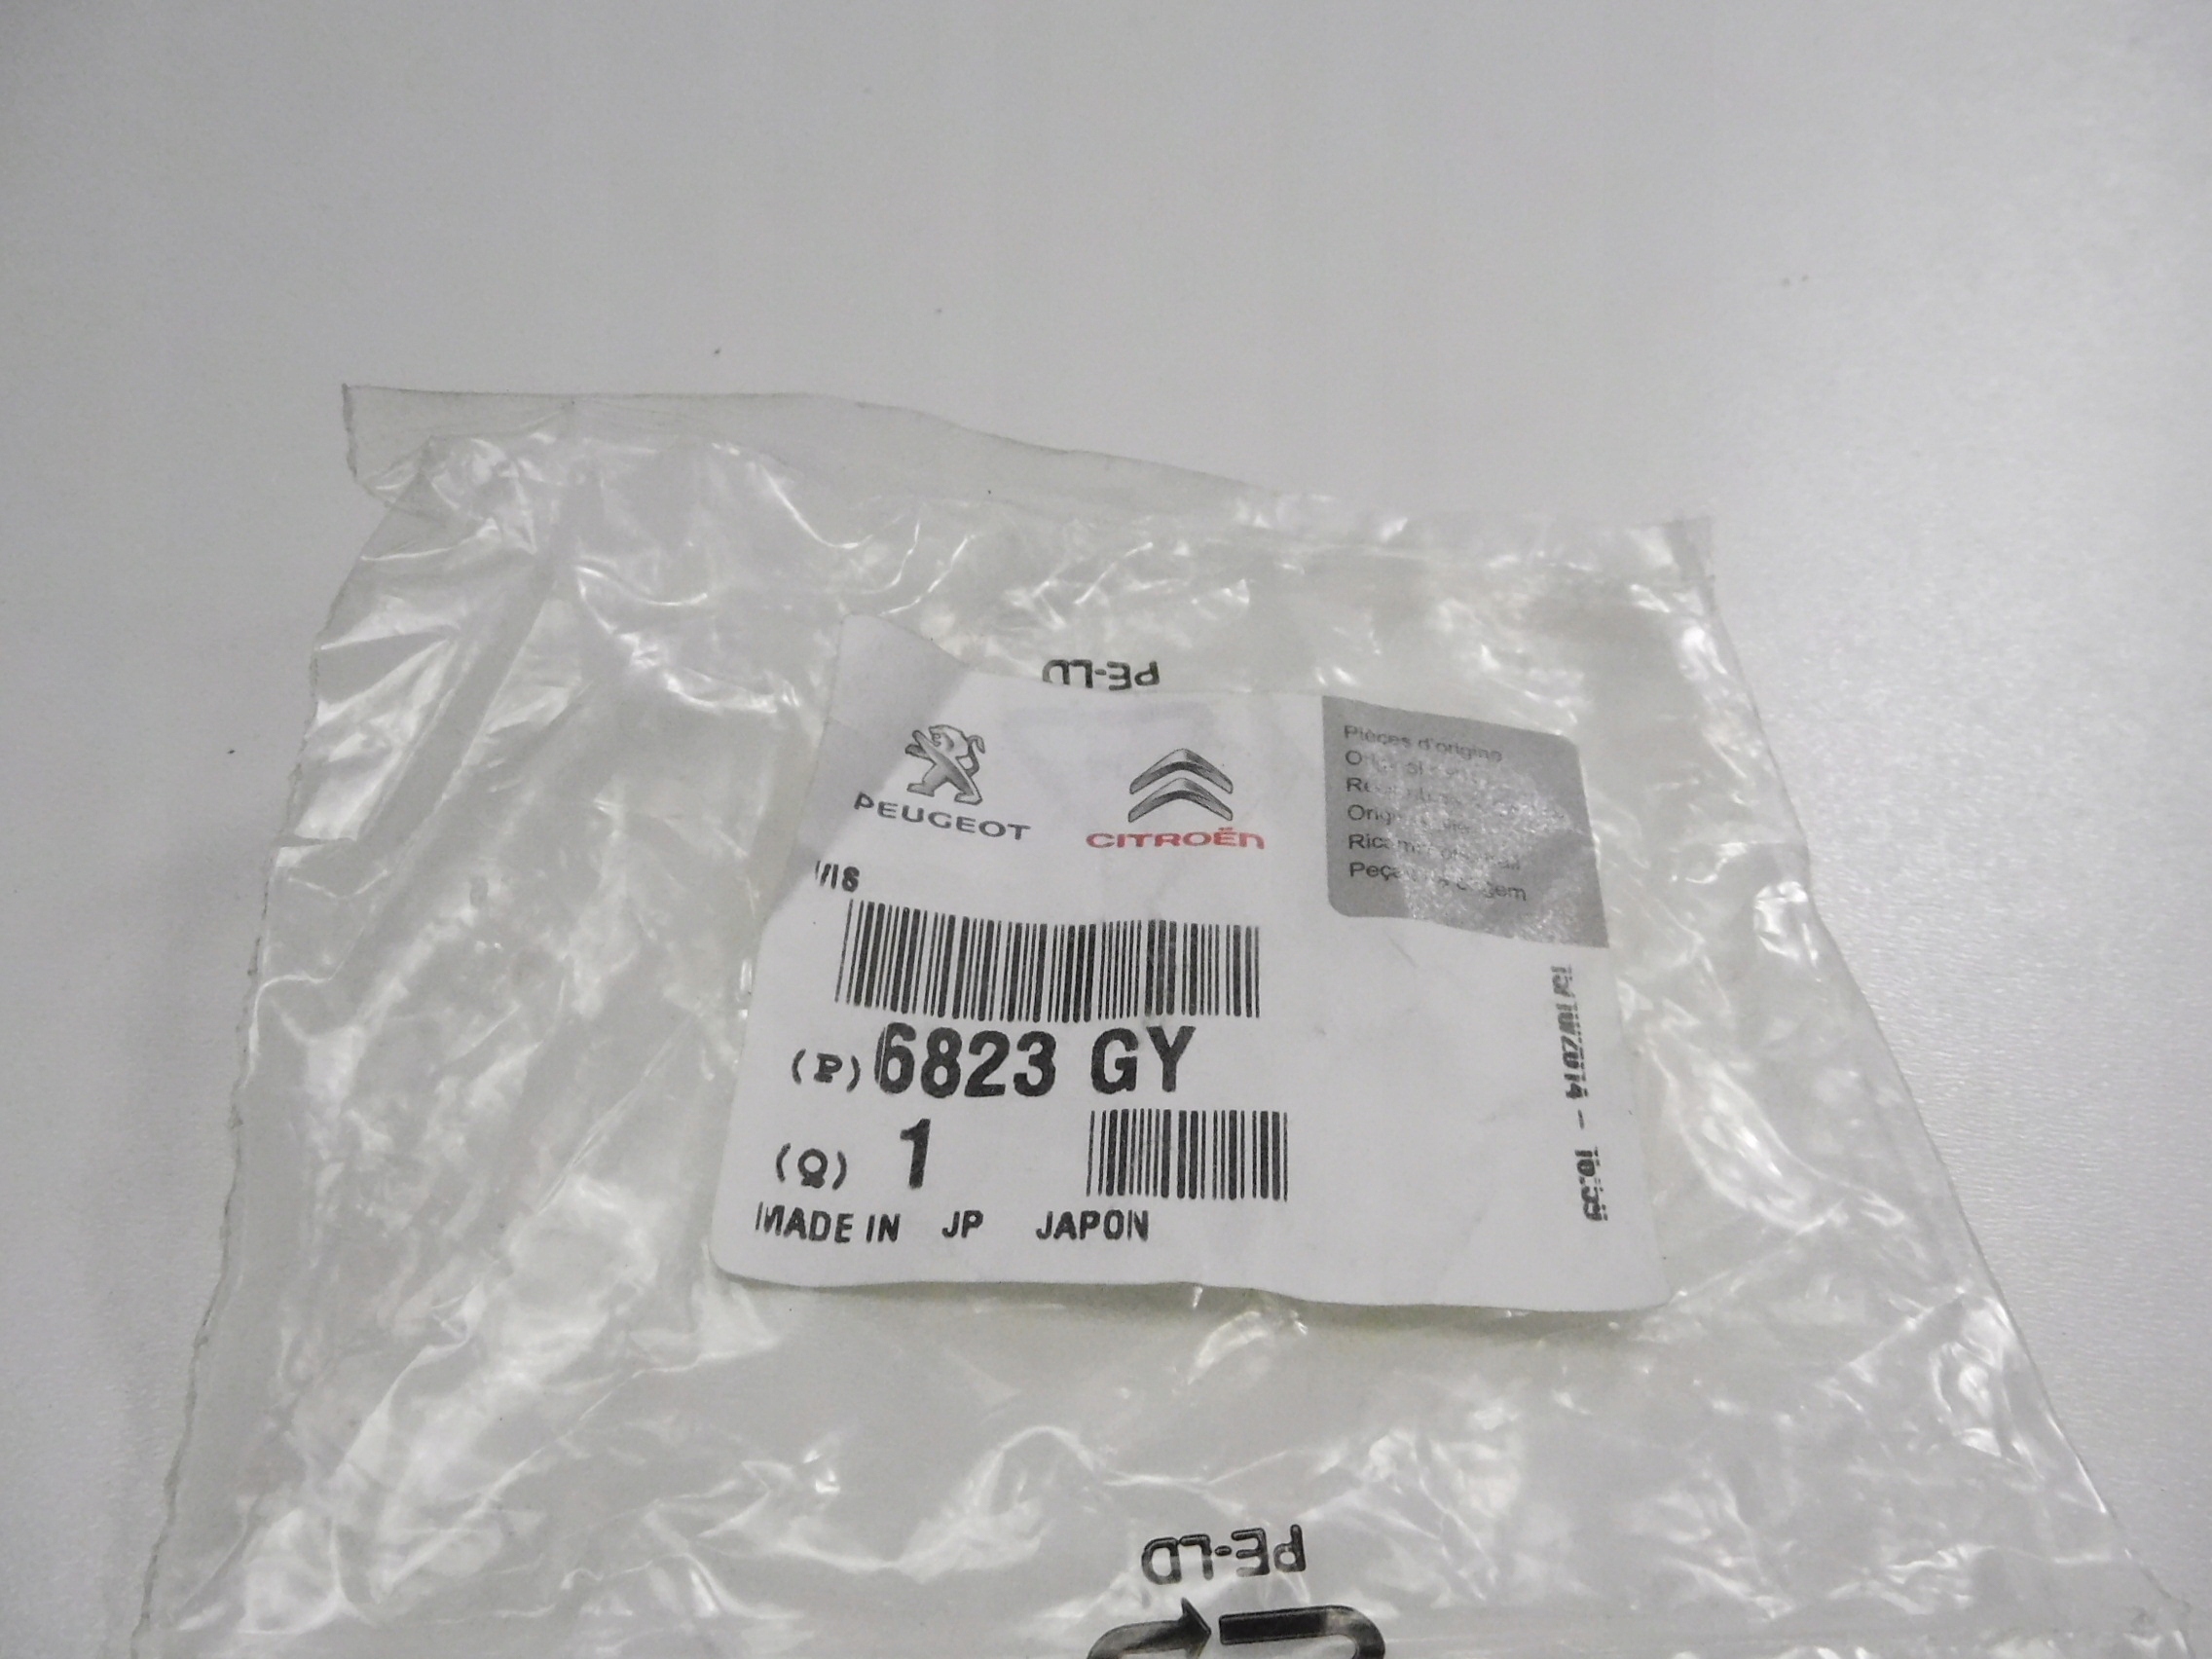 PE-LD
PEUGEOT
CITROËN
Pièces d'origine
VIS
(P) 6823 GY
(Q) 1
MADE IN JP JAPON
PE-LD